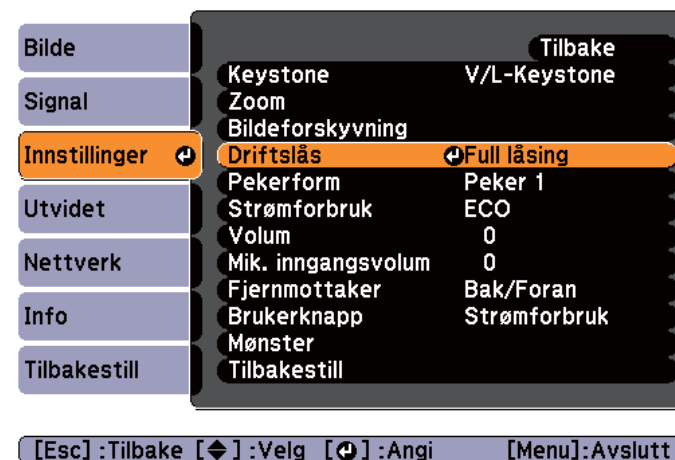 Bilde
Signal
Innstillinger
Utvidet
Nettverk
Info
Tilbakestill
Tilbake
Keystone V/L-Keystone
Zoom
Bildeforskyvning
Driftslås Full låsing
Pekerform Peker 1
Strømforbruk ECO
Volum 0
Mik. inngangsvolum 0
Fjernmottaker Bak/Foran
Brukerknapp Strømforbruk
Mønster
Tilbakestill
[Esc] :Tilbake [◆] :Velg [⏎] :Angi [Menu]:Avslutt